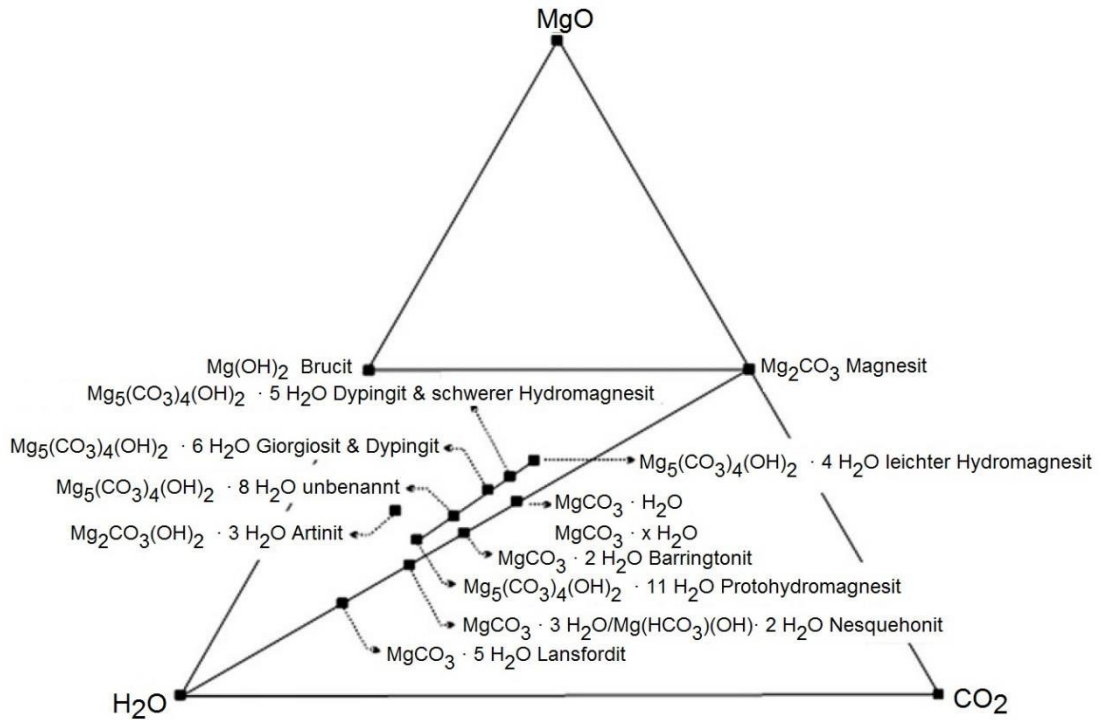 MgO
Mg(OH)2 Brucit
Mg2CO3 Magnesit
Mg5(CO3)4(OH)2 · 5 H2O Dypingit & schwerer Hydromagnesit
Mg5(CO3)4(OH)2 · 6 H2O Giorgiosit & Dypingit
Mg5(CO3)4(OH)2 · 4 H2O leichter Hydromagnesit
Mg5(CO3)4(OH)2 · 8 H2O unbenannt
MgCO3 · H2O
Mg2CO3(OH)2 · 3 H2O Artinit
MgCO3 · x H2O
MgCO3 · 2 H2O Barringtonit
Mg5(CO3)4(OH)2 · 11 H2O Protohydromagnesit
MgCO3 · 3 H2O/Mg(HCO3)(OH)· 2 H2O Nesquehonit
MgCO3 · 5 H2O Lansfordit
H2O
CO2